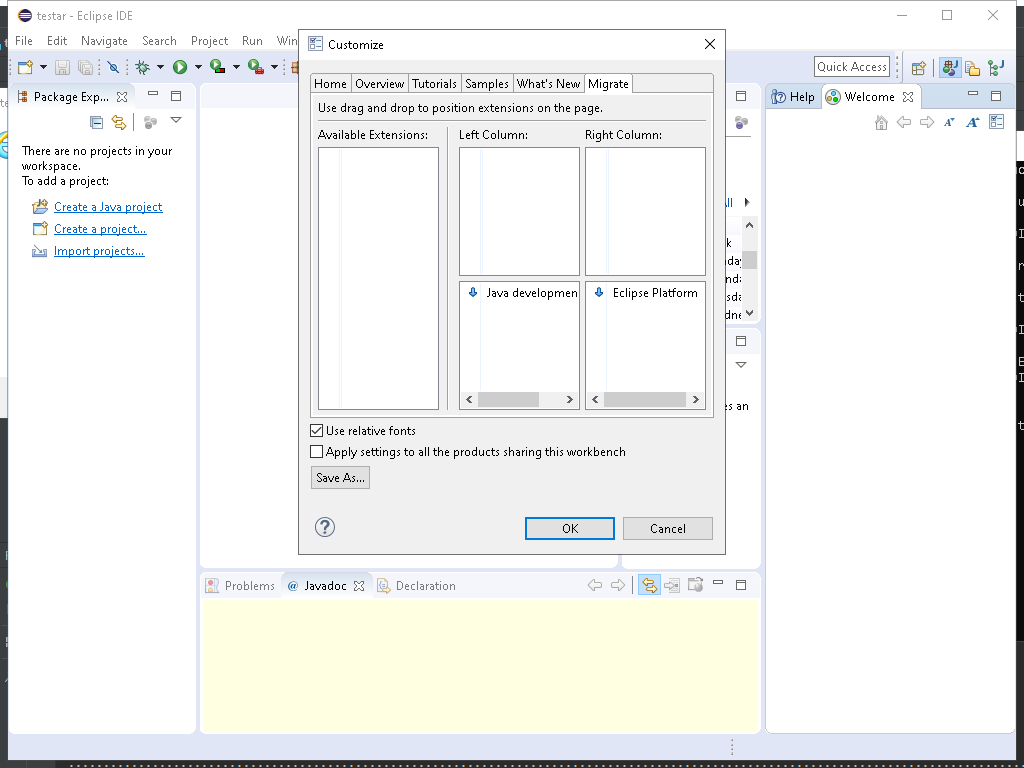 testar - Eclipse IDE
File Edit Navigate Search Project Run
Customize
Quick Access
Home Overview Tutorials Samples What's New Migrate
Use drag and drop to position extensions on the page.
Available Extensions: Left Column: Right Column:
Java developmen
Eclipse Platform
Use relative fonts
Apply settings to all the products sharing this workbench
Save As...
OK Cancel
Package Exp...
There are no projects in your
workspace.
To add a project:
Create a Java project
Create a project...
Import projects...
Help Welcome
Problems @ Javadoc Declaration